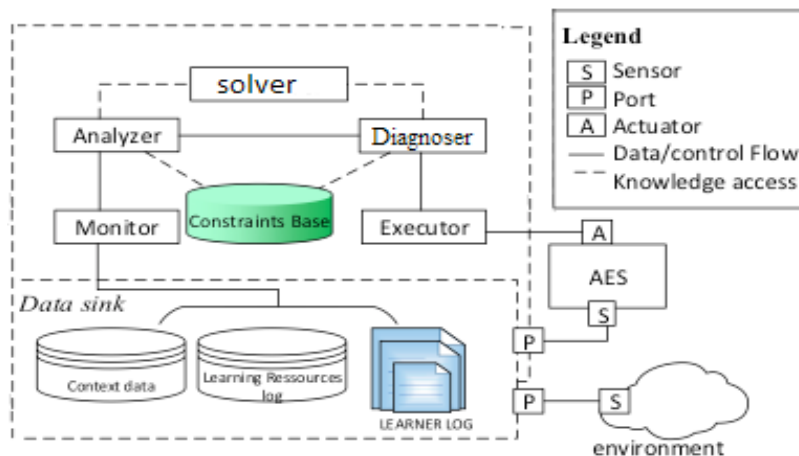 solver
Analyzer
Diagnoser
Constraints Base
Monitor
Executor
Data sink
Context data
Learning Ressources
log
LEARNER LOG
P
P
A
AES
S
S
environment
Legend
S Sensor
P Port
A Actuator
Data/control Flow
Knowledge access